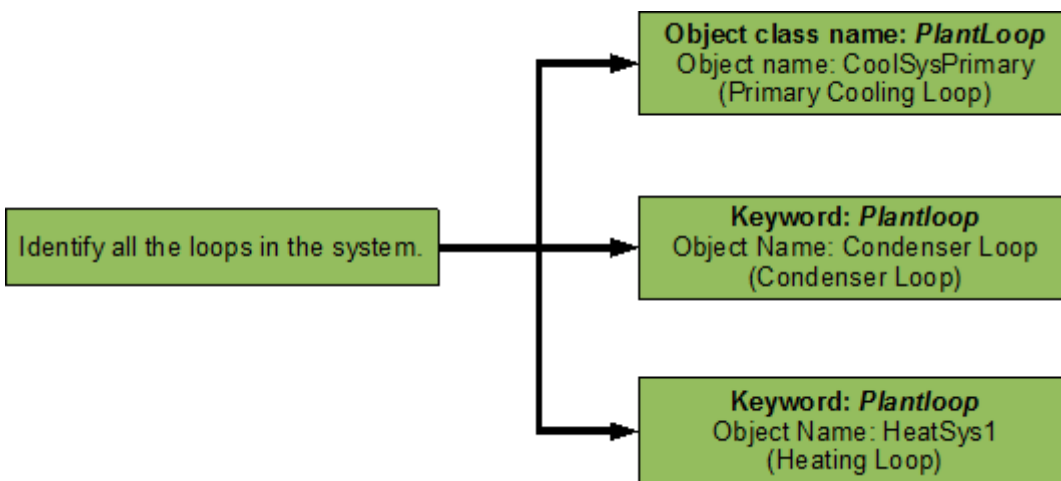 Object class name: PlantLoop
Object name: CoolSysPrimary
(Primary Cooling Loop)
Identify all the loops in the system.
Keyword: Plantloop
Object Name: Condenser Loop
(Condenser Loop)
Keyword: Plantloop
Object Name: HeatSys1
(Heating Loop)